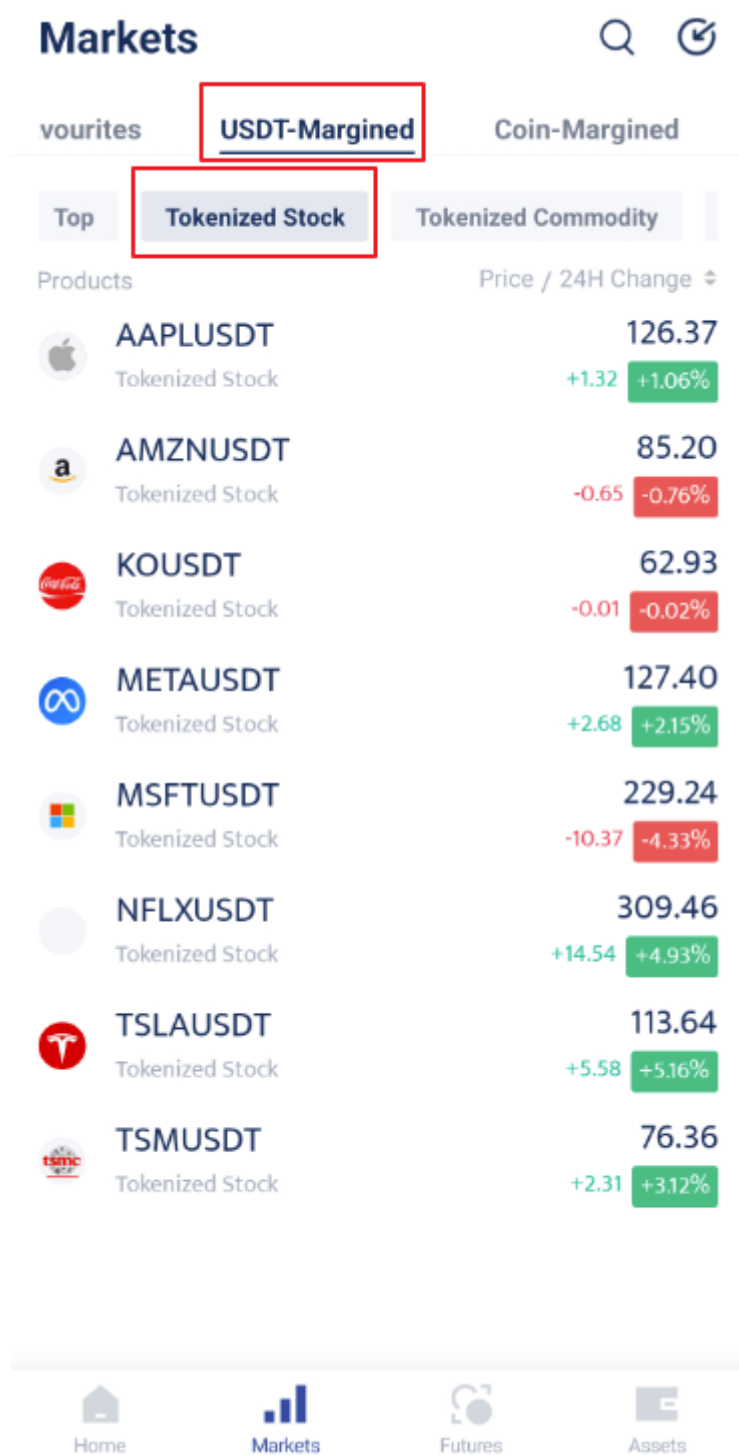 Markets
vourites USDT-Margined Coin-Margined
Top Tokenized Stock Tokenized Commodity
Products Price / 24H Change
AAPLUSDT 126.37
Tokenized Stock +1.32 +1.06%
a AMZNUSDT 85.20
Tokenized Stock -0.65 -0.76%
Coca-Cola KOUSDT 62.93
Tokenized Stock -0.01 -0.02%
METAUSDT 127.40
Tokenized Stock +2.68 +2.15%
MSFTUSDT 229.24
Tokenized Stock -10.37 -4.33%
NFLXUSDT 309.46
Tokenized Stock +14.54 +4.93%
TSLAUSDT 113.64
Tokenized Stock +5.58 +5.16%
tsmc TSMUSDT 76.36
Tokenized Stock +2.31 +3.12%
Home Markets Futures Assets